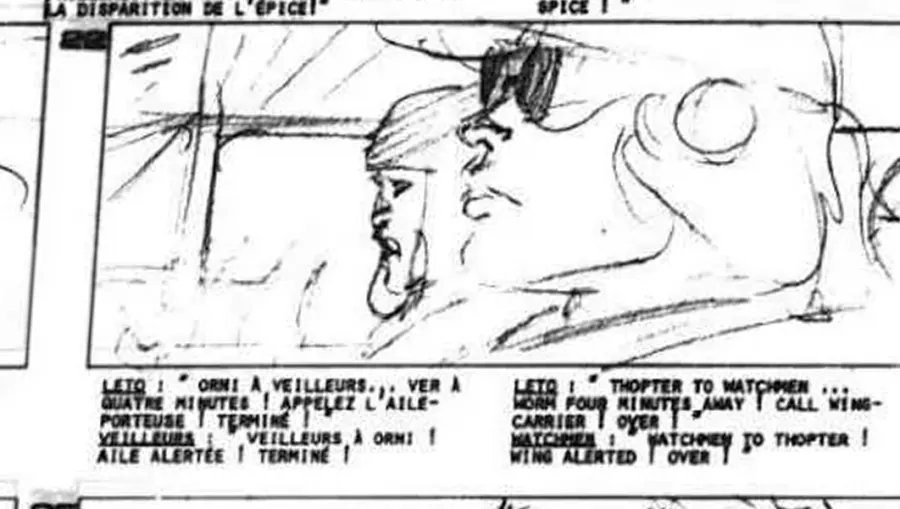 LA DISPARITION DE L'ÉPICE!"
SPICE ! "
22
LETO : " ORNI À VEILLEURS... VER À
QUATRE MINUTES ! APPELEZ L'AILE-
PORTEUSE ! TERMINÉ ! "
VEILLEURS : " VEILLEURS À ORNI !
AILE ALERTÉE ! TERMINÉ !
LETO : " THOPTER TO WATCHMEN ...
WORM FOUR MINUTES AWAY ! CALL WING-
CARRIER ! OVER ! "
WATCHMEN : " WATCHMEN TO THOPTER !
WING ALERTED ! OVER ! "